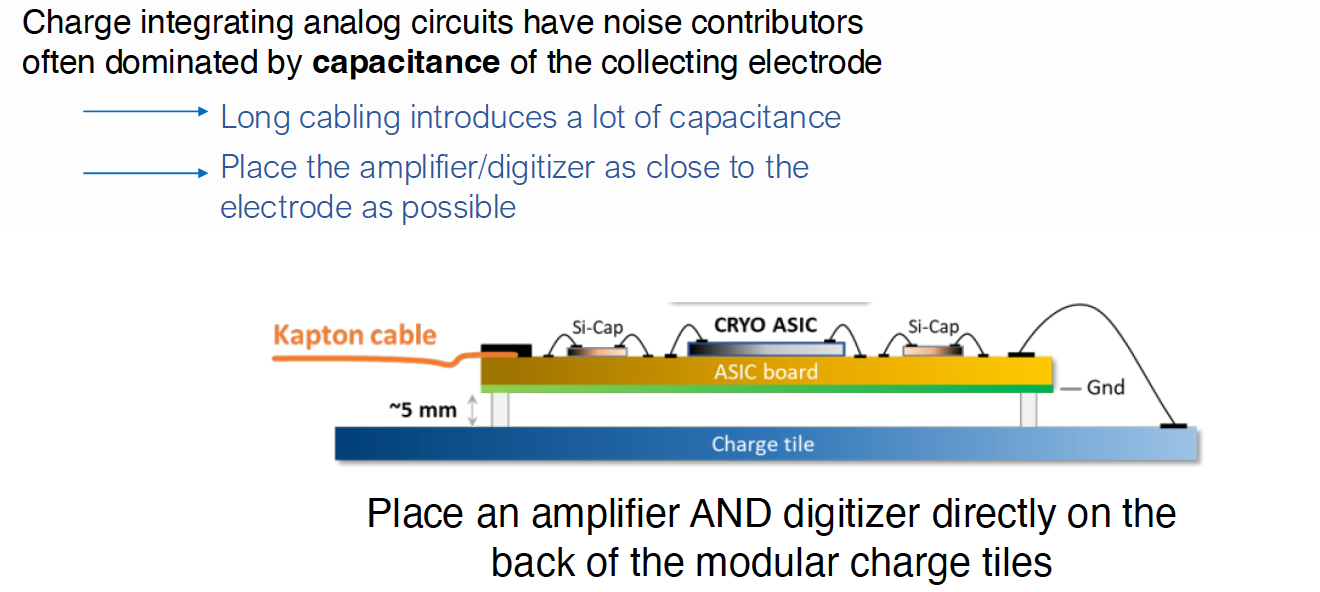 Charge integrating analog circuits have noise contributors
often dominated by capacitance of the collecting electrode
Long cabling introduces a lot of capacitance
Place the amplifier/digitizer as close to the
electrode as possible
Kapton cable
Si-Cap
CRYO ASIC
Si-Cap
ASIC board
Gnd
~5 mm
Charge tile
Place an amplifier AND digitizer directly on the
back of the modular charge tiles